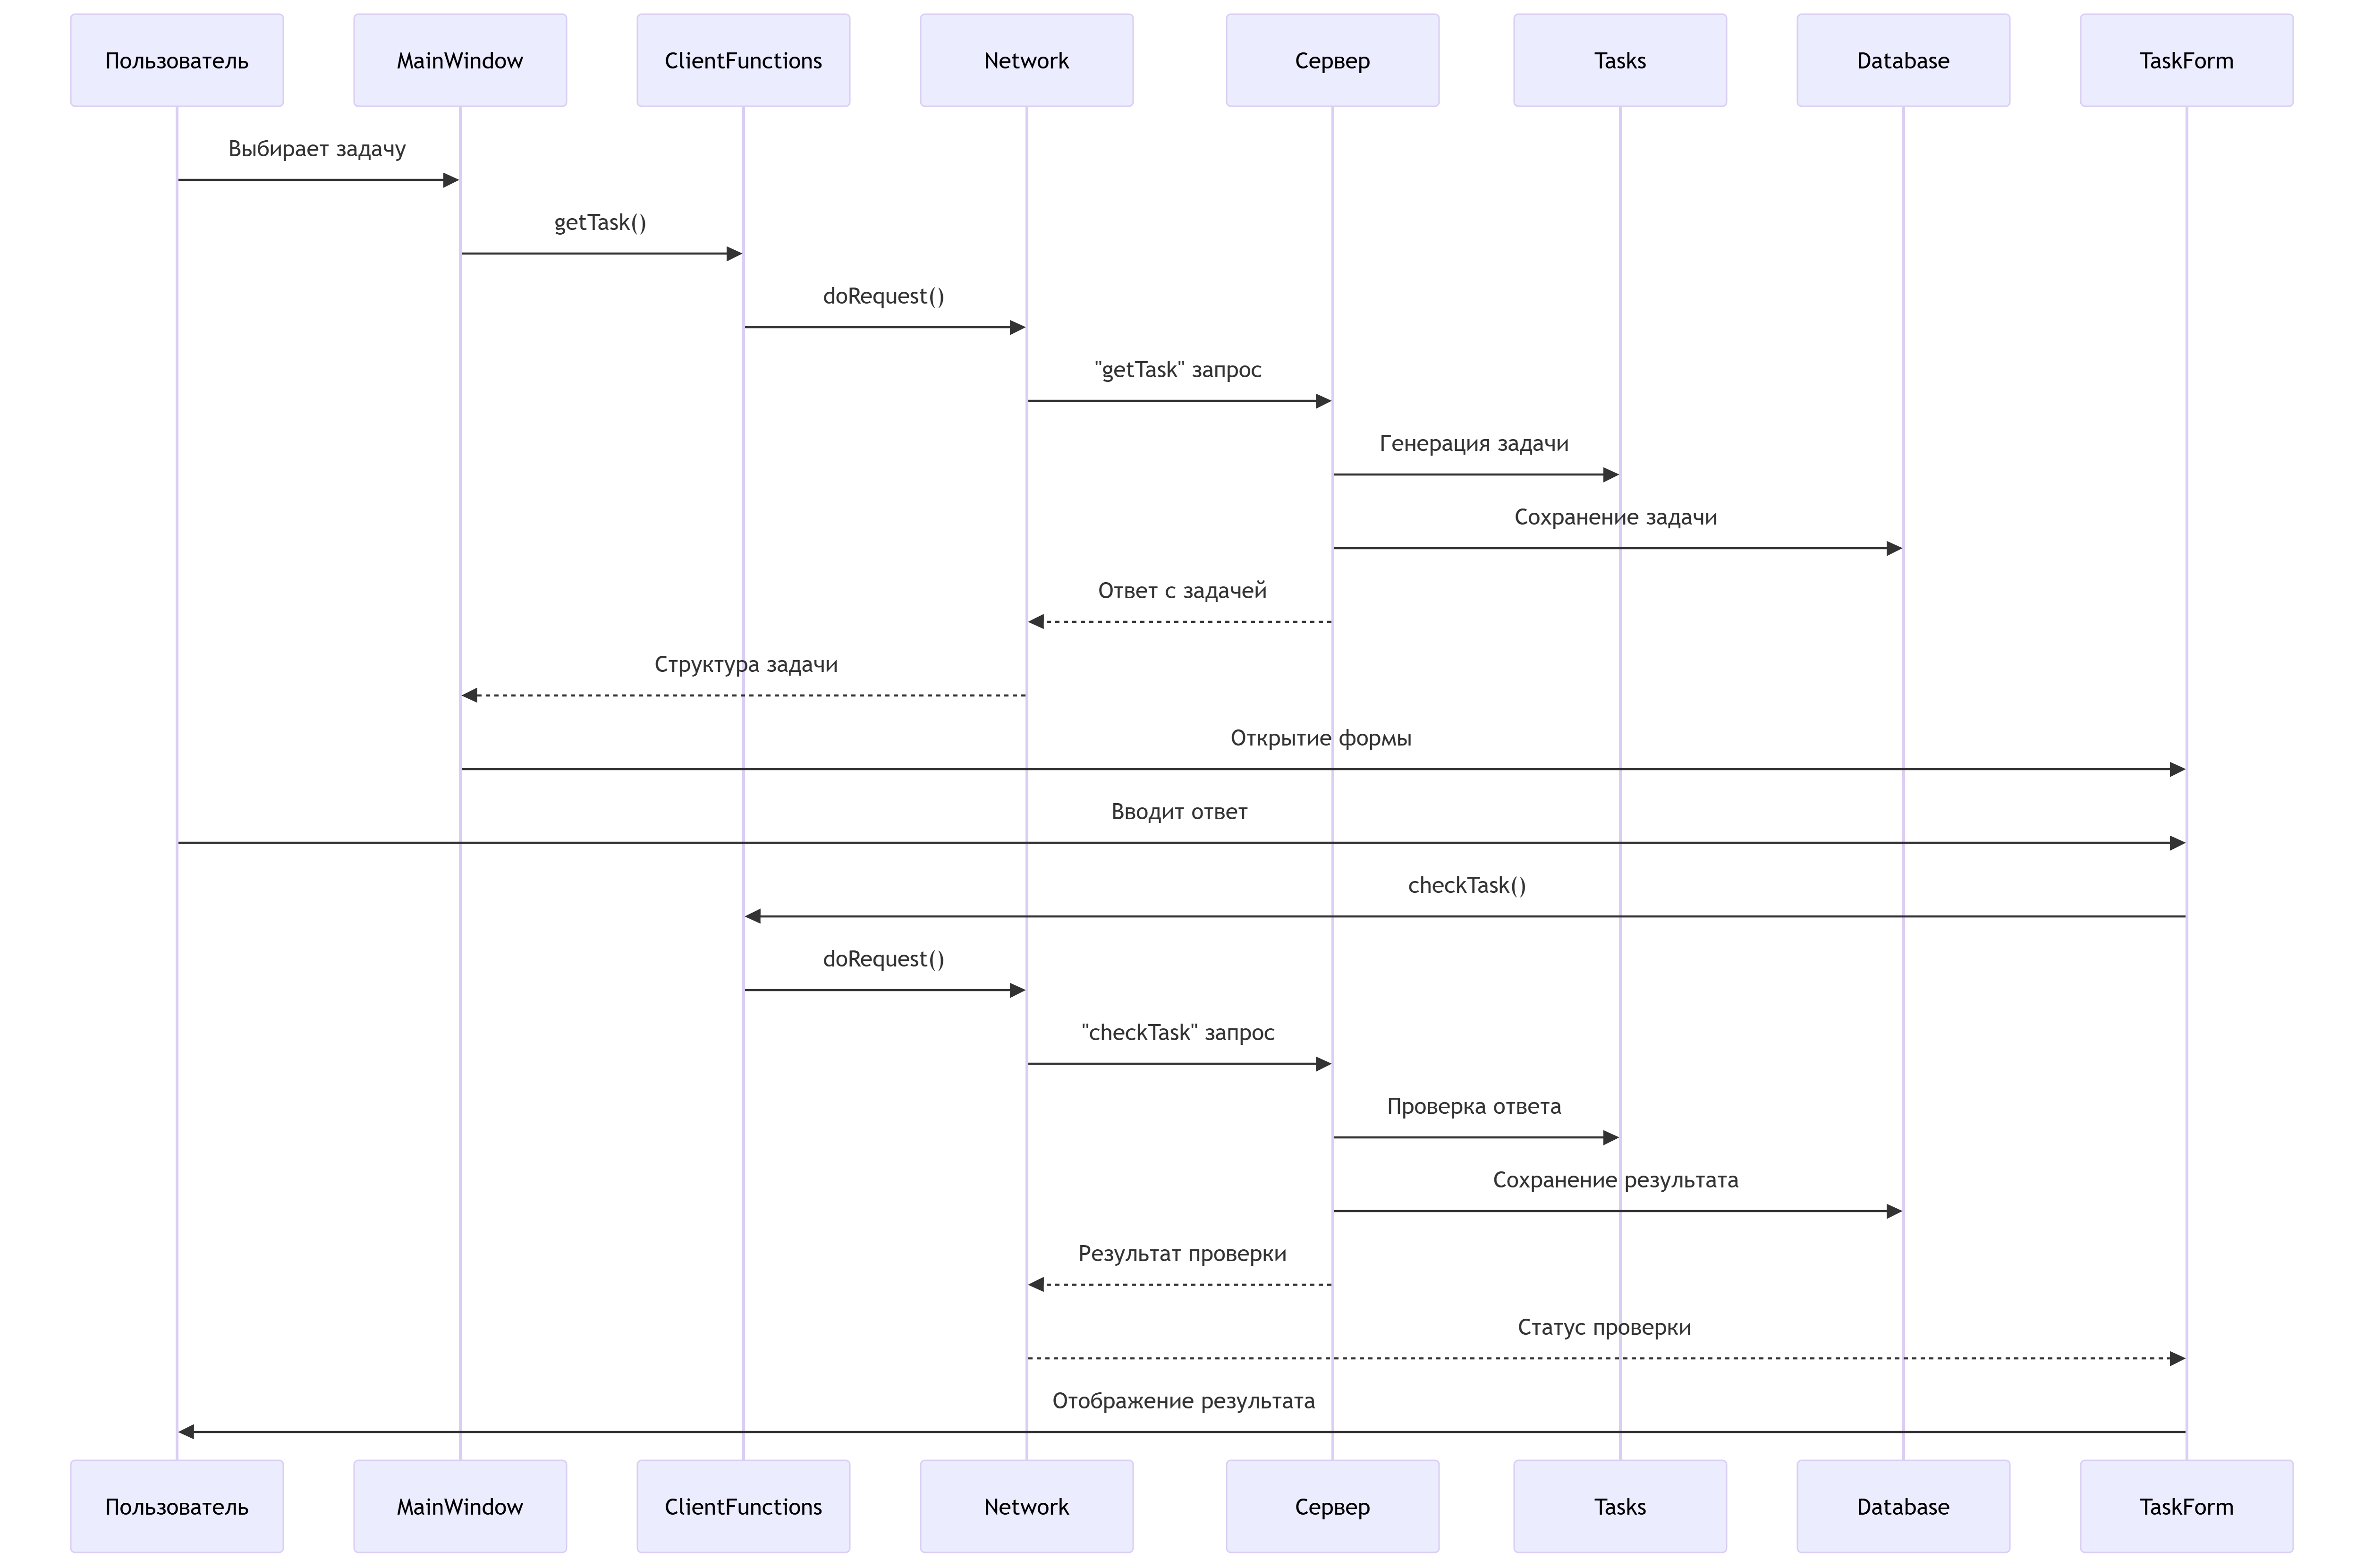 Пользователь
MainWindow
ClientFunctions
Network
Сервер
Tasks
Database
TaskForm
Выбирает задачу
getTask()
doRequest()
"getTask" запрос
Генерация задачи
Сохранение задачи
Ответ с задачей
Структура задачи
Открытие формы
Вводит ответ
checkTask()
doRequest()
"checkTask" запрос
Проверка ответа
Сохранение результата
Результат проверки
Статус проверки
Отображение результата
Пользователь
MainWindow
ClientFunctions
Network
Сервер
Tasks
Database
TaskForm